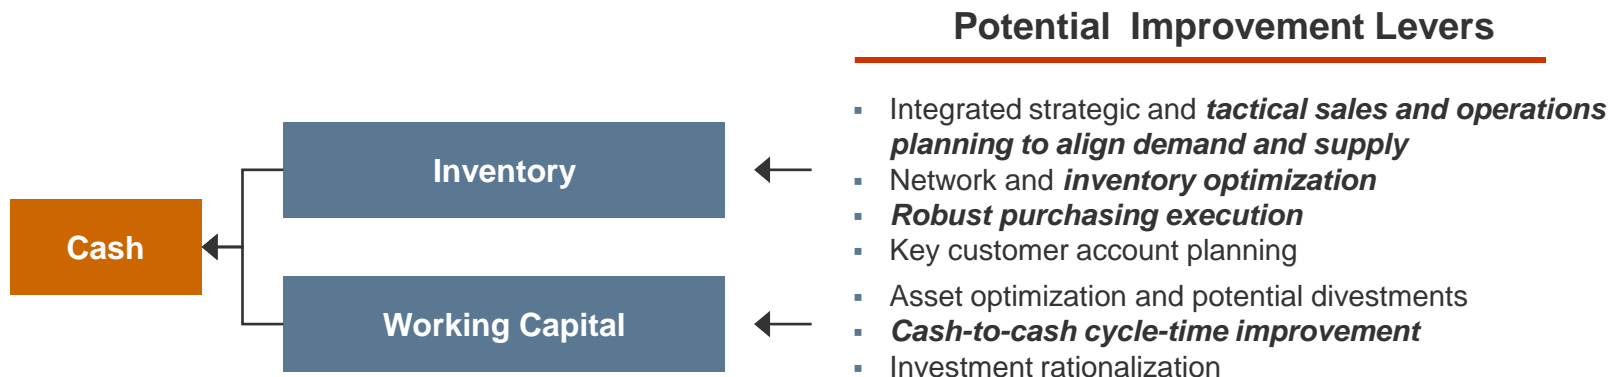 Potential Improvement Levers
Inventory
Cash
Working Capital
▪ Integrated strategic and tactical sales and operations
planning to align demand and supply
▪ Network and inventory optimization
▪ Robust purchasing execution
▪ Key customer account planning
▪ Asset optimization and potential divestments
▪ Cash-to-cash cycle-time improvement
▪ Investment rationalization